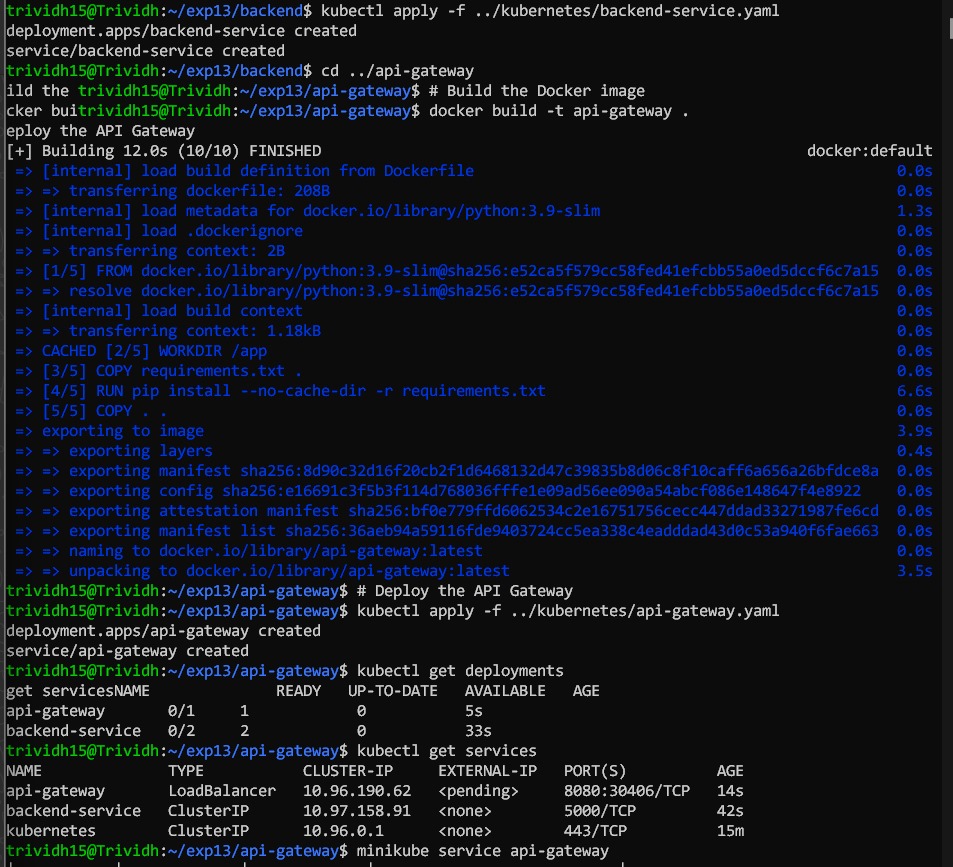 trividh15@Trividh:~/exp13/backend$ kubectl apply -f ../kubernetes/backend-service.yaml
deployment.apps/backend-service created
service/backend-service created
trividh15@Trividh:~/exp13/backend$ cd ../api-gateway
ild the trividh15@Trividh:~/exp13/api-gateway$ # Build the Docker image
cker buitrividh15@Trividh:~/exp13/api-gateway$ docker build -t api-gateway .
eploy the API Gateway
[+] Building 12.0s (10/10) FINISHED docker:default
=> [internal] load build definition from Dockerfile 0.0s
=> => transferring dockerfile: 208B 0.0s
=> [internal] load metadata for docker.io/library/python:3.9-slim 1.3s
=> [internal] load .dockerignore 0.0s
=> => transferring context: 2B 0.0s
=> [1/5] FROM docker.io/library/python:3.9-slim@sha256:e52ca5f579cc58fed41efcbb55a0ed5dccf6c7a15 0.0s
=> => resolve docker.io/library/python:3.9-slim@sha256:e52ca5f579cc58fed41efcbb55a0ed5dccf6c7a15 0.0s
=> [internal] load build context 0.0s
=> => transferring context: 1.18kB 0.0s
=> CACHED [2/5] WORKDIR /app 0.0s
=> [3/5] COPY requirements.txt . 0.0s
=> [4/5] RUN pip install --no-cache-dir -r requirements.txt 6.6s
=> [5/5] COPY . . 0.0s
=> exporting to image 3.9s
=> => exporting layers 0.4s
=> => exporting manifest sha256:8d90c32d16f20cb2f1d6468132d47c39835b8d06c8f10caff6a656a26bfdce8a 0.0s
=> => exporting config sha256:e16691c3f5b3f114d768036fffe1e09ad56ee090a54abcf086e148647f4e8922 0.0s
=> => exporting attestation manifest sha256:bf0e779ffd6062534c2e16751756cecc447ddad33271987fe6cd 0.0s
=> => exporting manifest list sha256:36aeb94a59116fde9403724cc5ea338c4eadddad43d0c53a940f6fae663 0.0s
=> => naming to docker.io/library/api-gateway:latest 0.0s
=> => unpacking to docker.io/library/api-gateway:latest 3.5s
trividh15@Trividh:~/exp13/api-gateway$ # Deploy the API Gateway
trividh15@Trividh:~/exp13/api-gateway$ kubectl apply -f ../kubernetes/api-gateway.yaml
deployment.apps/api-gateway created
service/api-gateway created
trividh15@Trividh:~/exp13/api-gateway$ kubectl get deployments
get servicesNAME READY UP-TO-DATE AVAILABLE AGE
api-gateway 0/1 1 0 5s
backend-service 0/2 2 0 33s
trividh15@Trividh:~/exp13/api-gateway$ kubectl get services
NAME TYPE CLUSTER-IP EXTERNAL-IP PORT(S) AGE
api-gateway LoadBalancer 10.96.190.62 <pending> 8080:30406/TCP 14s
backend-service ClusterIP 10.97.158.91 <none> 5000/TCP 42s
kubernetes ClusterIP 10.96.0.1 <none> 443/TCP 15m
trividh15@Trividh:~/exp13/api-gateway$ minikube service api-gateway